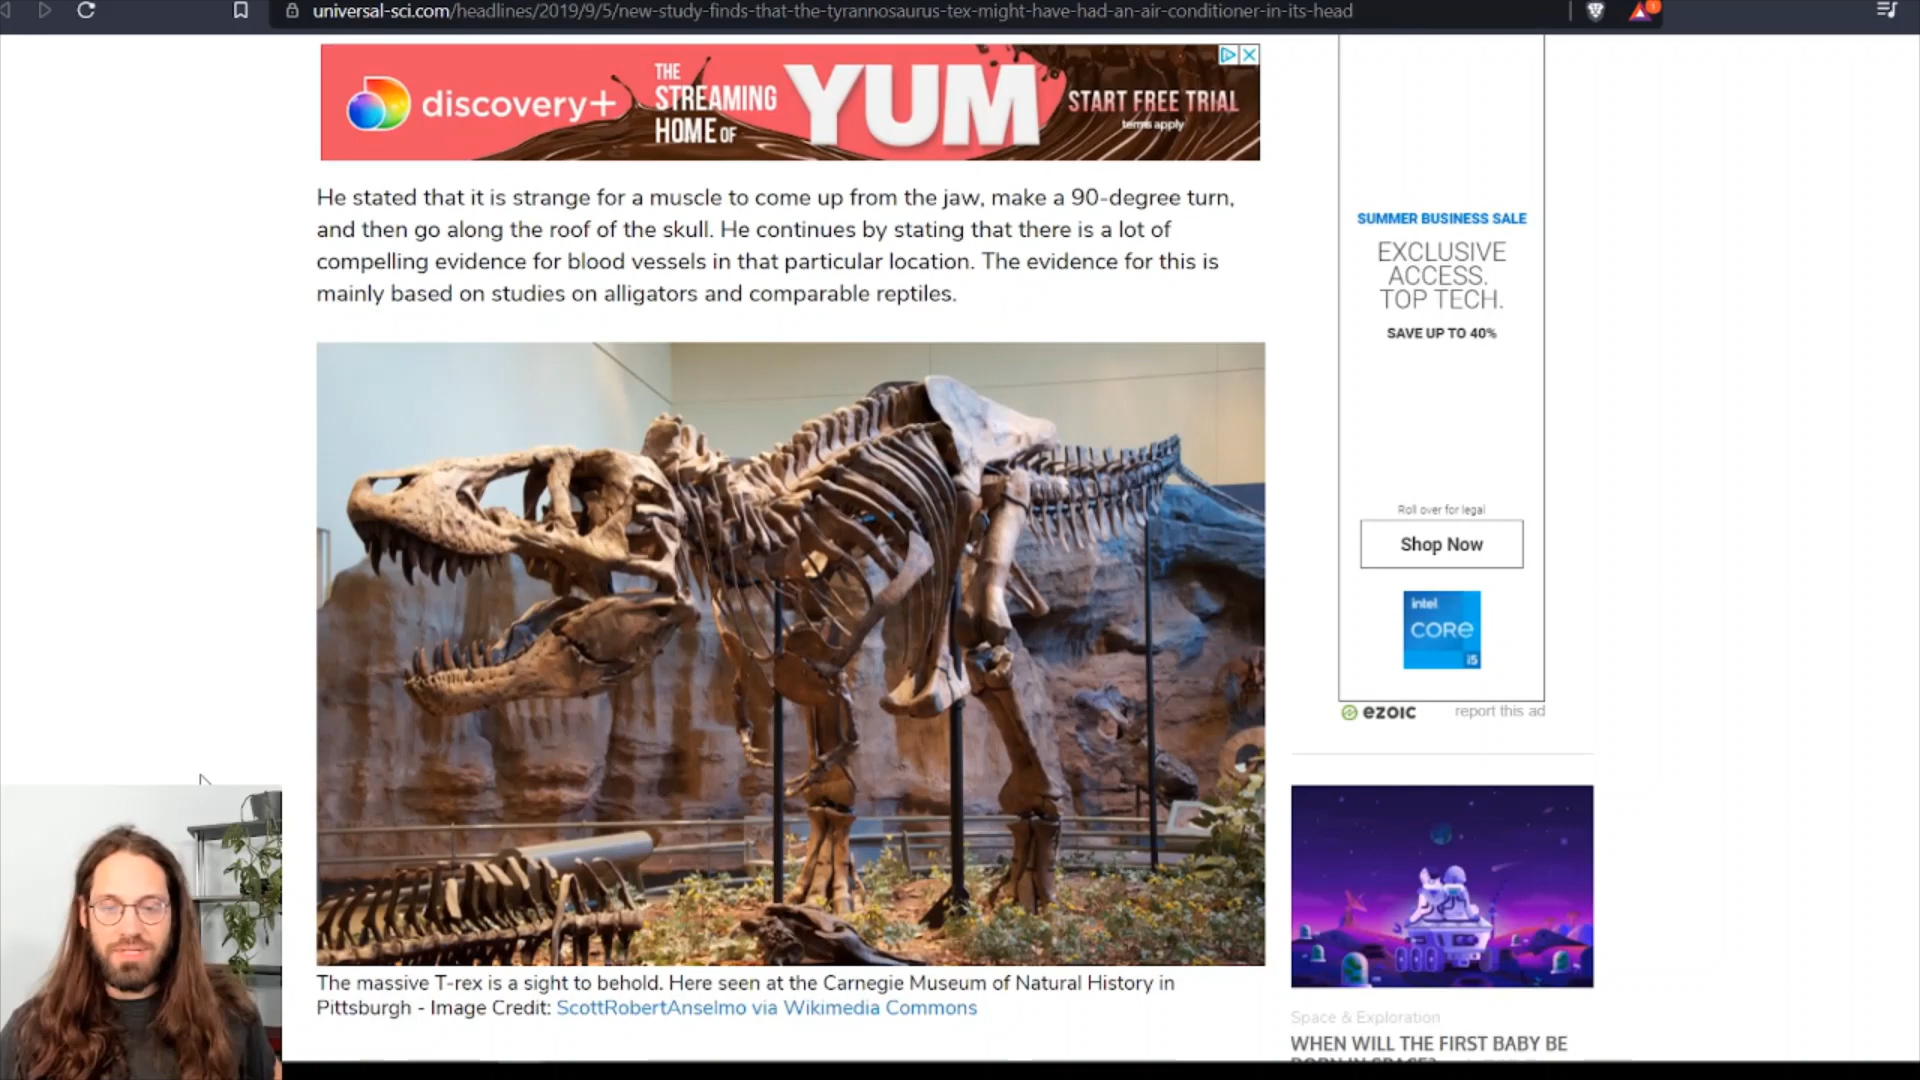 universal-sci.com/headlines/2019/9/5/new-study-finds-that-the-tyrannosaurus-tex-might-have-had-an-air-conditioner-in-its-head
discovery+
THE
STREAMING
HOME OF
YUM
START FREE TRIAL
terms apply
He stated that it is strange for a muscle to come up from the jaw, make a 90-degree turn,
and then go along the roof of the skull. He continues by stating that there is a lot of
compelling evidence for blood vessels in that particular location. The evidence for this is
mainly based on studies on alligators and comparable reptiles.
The massive T-rex is a sight to behold. Here seen at the Carnegie Museum of Natural History in
Pittsburgh - Image Credit: ScottRobertAnselmo via Wikimedia Commons
SUMMER BUSINESS SALE
EXCLUSIVE
ACCESS.
TOP TECH.
SAVE UP TO 40%
Roll over for legal
Shop Now
intel
CORE
i5
ezoic
report this ad
Space & Exploration
WHEN WILL THE FIRST BABY BE
BORN IN SPACE?